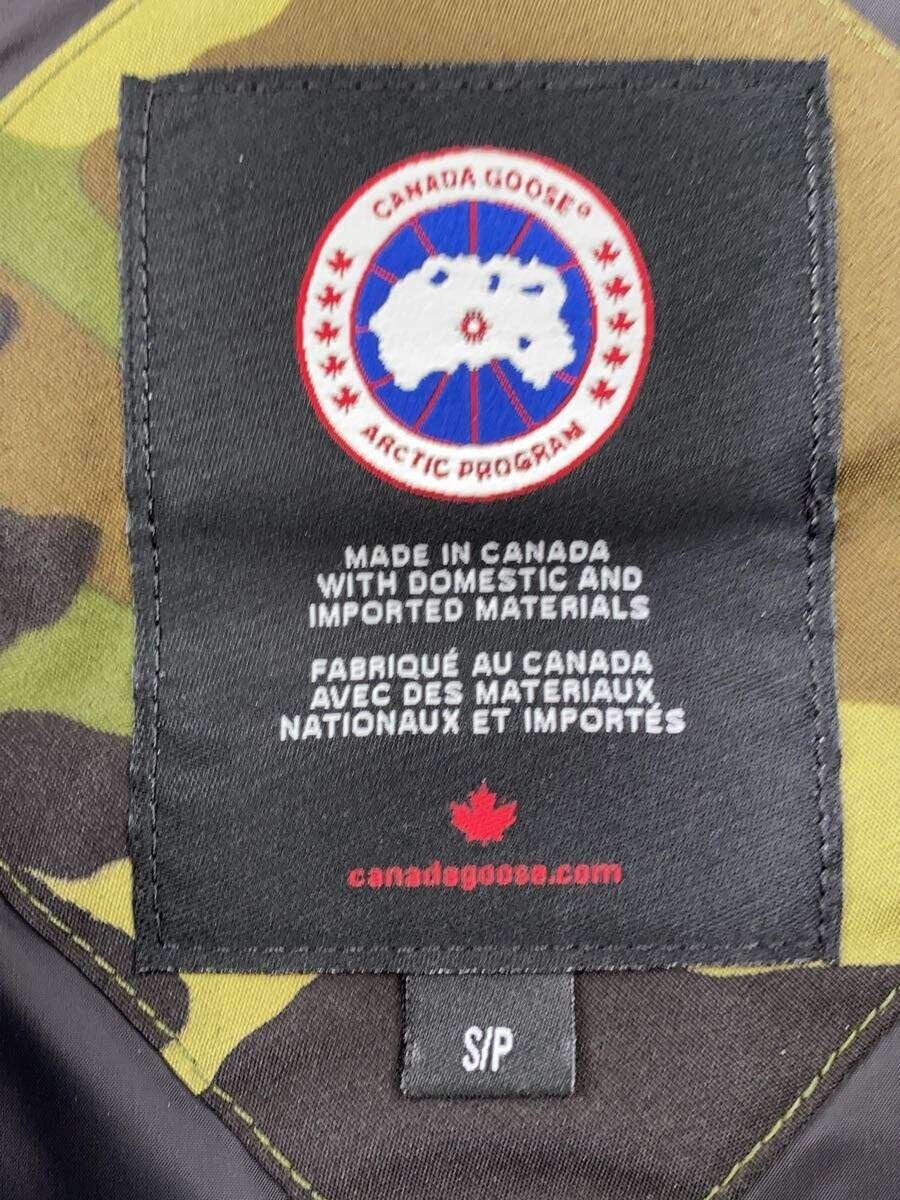 CANADA GOOSE®
ARCTIC PROGRAM
MADE IN CANADA
WITH DOMESTIC AND
IMPORTED MATERIALS
FABRIQUÉ AU CANADA
AVEC DES MATERIAUX
NATIONAUX ET IMPORTÉS
canadagoose.com
S/P